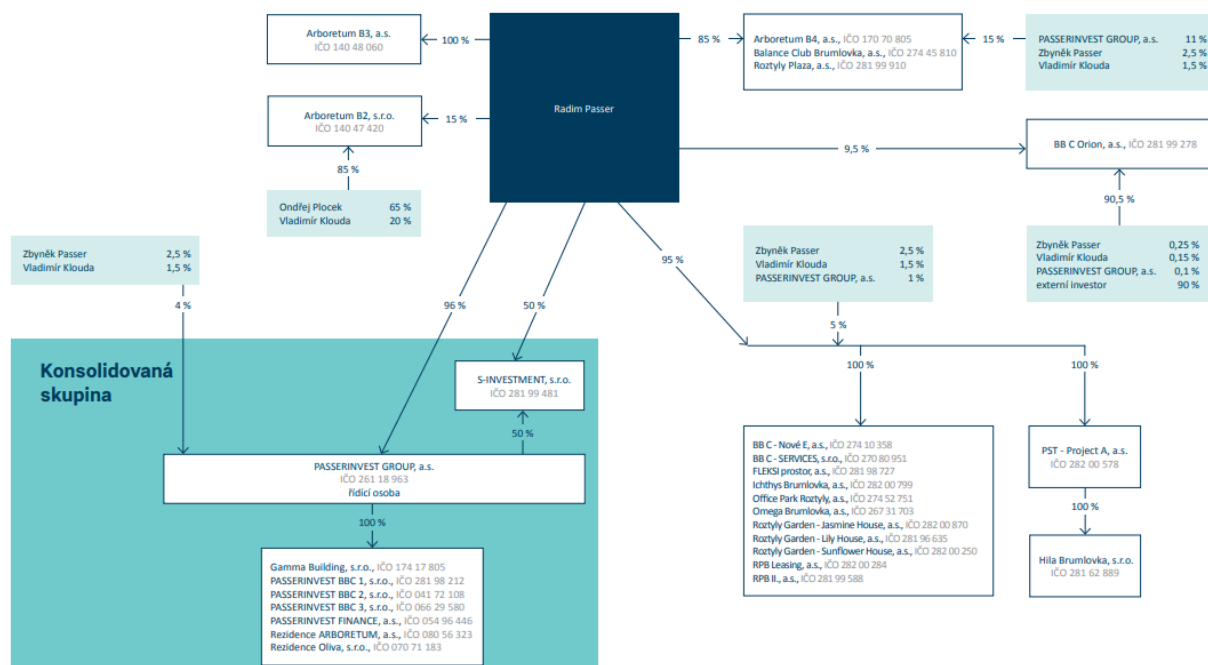 Arboretum B3, a.s.
IČO 140 48 060
100 %
Radim Passer
85 %
Arboretum B4, a.s., IČO 170 70 805
Balance Club Brumlovka, a.s., IČO 274 45 810
Roztyly Plaza, a.s., IČO 281 99 910
15 %
PASSERINVEST GROUP, a.s. 11 %
Zbyněk Passer 2,5 %
Vladimír Klouda 1,5 %
Arboretum B2, s.r.o.
IČO 140 47 420
15 %
85 %
Ondřej Plocek 65 %
Vladimír Klouda 20 %
9,5 %
BB C Orion, a.s., IČO 281 99 278
90,5 %
Zbyněk Passer 0,25 %
Vladimír Klouda 0,15 %
PASSERINVEST GROUP, a.s. 0,1 %
externí investor 90 %
Zbyněk Passer 2,5 %
Vladimír Klouda 1,5 %
4 %
96 %
50 %
95 %
Zbyněk Passer 2,5 %
Vladimír Klouda 1,5 %
PASSERINVEST GROUP, a.s. 1 %
5 %
Konsolidovaná
skupina
S-INVESTMENT, s.r.o.
IČO 281 99 481
50 %
PASSERINVEST GROUP, a.s.
IČO 261 18 963
řídicí osoba
100 %
Gamma Building, s.r.o., IČO 174 17 805
PASSERINVEST BBC 1, s.r.o., IČO 281 98 212
PASSERINVEST BBC 2, s.r.o., IČO 041 72 108
PASSERINVEST BBC 3, s.r.o., IČO 066 29 580
PASSERINVEST FINANCE, a.s., IČO 054 96 446
Rezidence ARBORETUM, a.s., IČO 080 56 323
Rezidence Oliva, s.r.o., IČO 070 71 183
100 %
BB C - Nové E, a.s., IČO 274 10 358
BB C - SERVICES, s.r.o., IČO 270 80 951
FLEKSI prostor, a.s., IČO 281 98 727
Ichthys Brumlovka, a.s., IČO 282 00 799
Office Park Roztyly, a.s., IČO 274 52 751
Omega Brumlovka, a.s., IČO 267 31 703
Roztyly Garden - Jasmine House, a.s., IČO 282 00 870
Roztyly Garden - Lily House, a.s., IČO 281 96 635
Roztyly Garden - Sunflower House, a.s., IČO 282 00 250
RPB Leasing, a.s., IČO 282 00 284
RPB II., a.s., IČO 281 99 588
100 %
PST - Project A, a.s.
IČO 282 00 578
100 %
Hila Brumlovka, s.r.o.
IČO 281 62 889